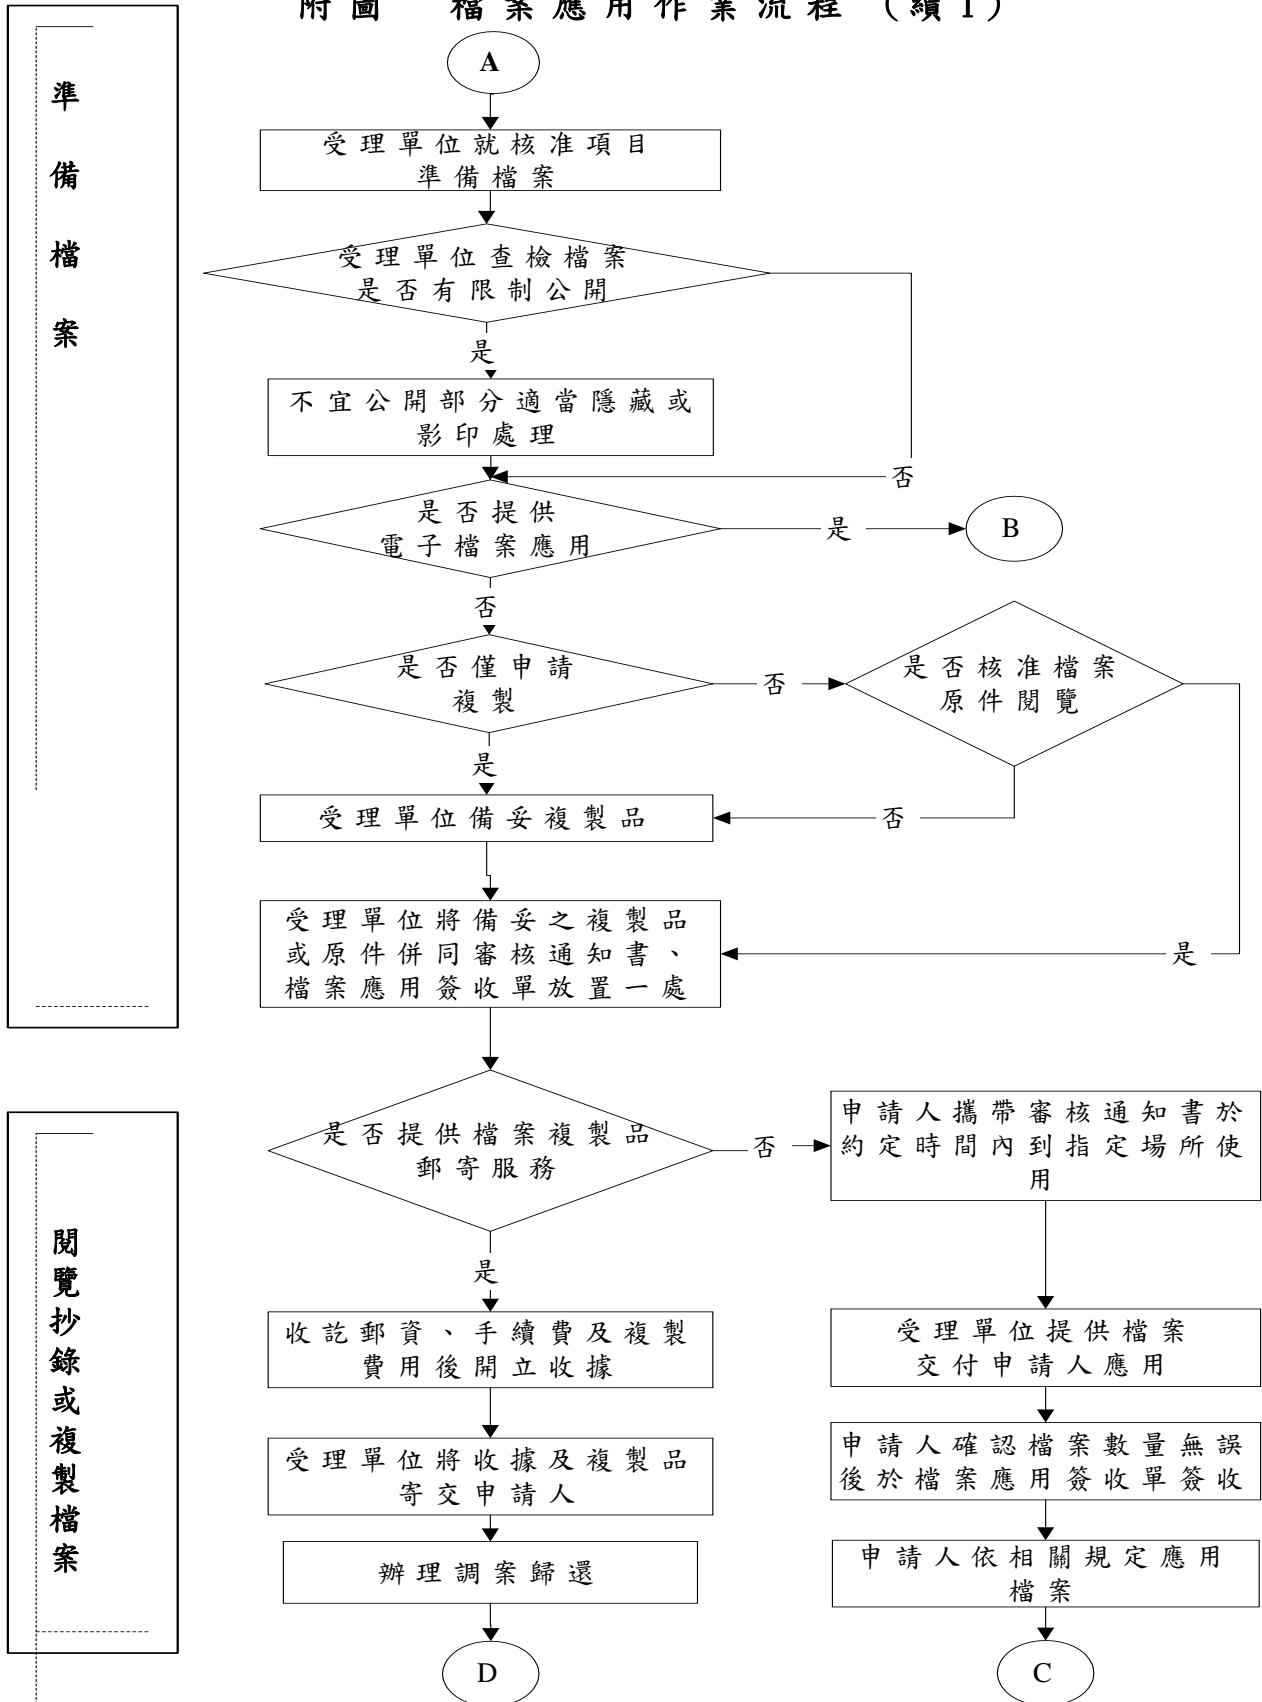 附圖 檔案應用作業流程（續1）
準備檔案
A
受理單位就核准項目
準備檔案
受理單位查檢檔案
是否有限制公開
是
不宜公開部分適當隱藏或
影印處理
否
是否提供
電子檔案應用
是
B
否
是否僅申請
複製
否
是否核准檔案
原件閱覽
是
受理單位備妥複製品
否
受理單位將備妥之複製品
或原件併同審核通知書、
檔案應用簽收單放置一處
是
閱覽抄錄或複製檔案
是否提供檔案複製品
郵寄服務
否
申請人攜帶審核通知書於
約定時間內到指定場所使
用
是
收訖郵資、手續費及複製
費用後開立收據
受理單位提供檔案
交付申請人應用
受理單位將收據及複製品
寄交申請人
申請人確認檔案數量無誤
後於檔案應用簽收單簽收
辦理調案歸還
申請人依相關規定應用
檔案
D
C